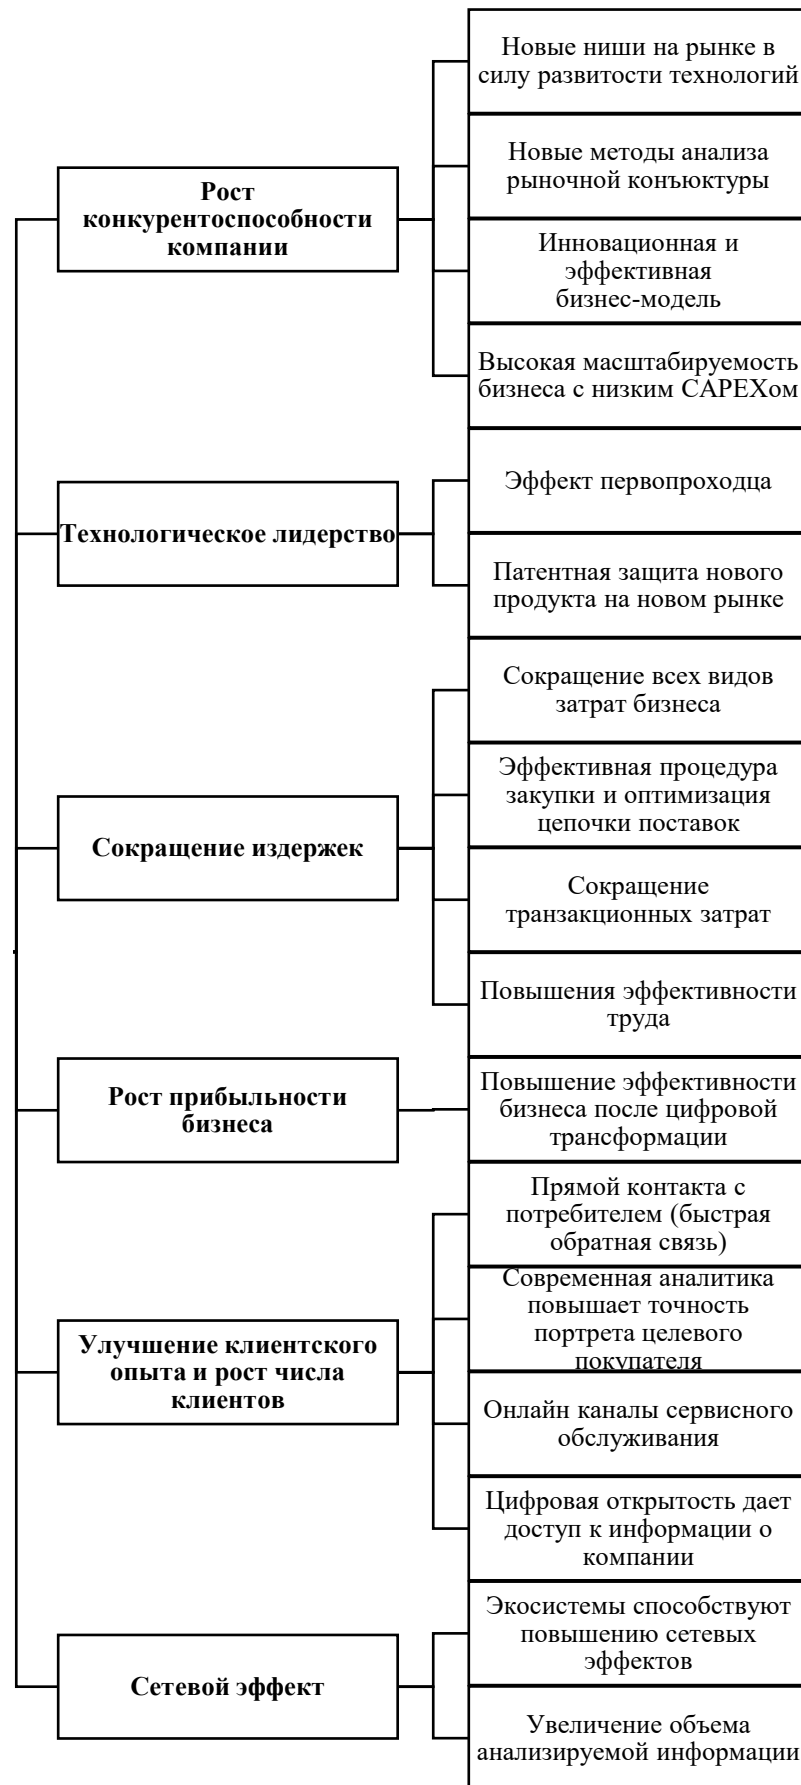 Рост
конкурентоспособности
компании
Новые ниши на рынке в
силу развитости технологий
Новые методы анализа
рыночной конъюктуры
Инновационная и
эффективная
бизнес-модель
Высокая масштабируемость
бизнеса с низким CAPEXом
Технологическое лидерство
Эффект первопроходца
Патентная защита нового
продукта на новом рынке
Сокращение издержек
Сокращение всех видов
затрат бизнеса
Эффективная процедура
закупки и оптимизация
цепочки поставок
Сокращение
транзакционных затрат
Повышения эффективности
труда
Рост прибыльности
бизнеса
Повышение эффективности
бизнеса после цифровой
трансформации
Улучшение клиентского
опыта и рост числа
клиентов
Прямой контакта с
потребителем (быстрая
обратная связь)
Современная аналитика
повышает точность
портрета целевого
покупателя
Онлайн каналы сервисного
обслуживания
Цифровая открытость дает
доступ к информации о
компании
Сетевой эффект
Экосистемы способствуют
повышению сетевых
эффектов
Увеличение объема
анализируемой информации